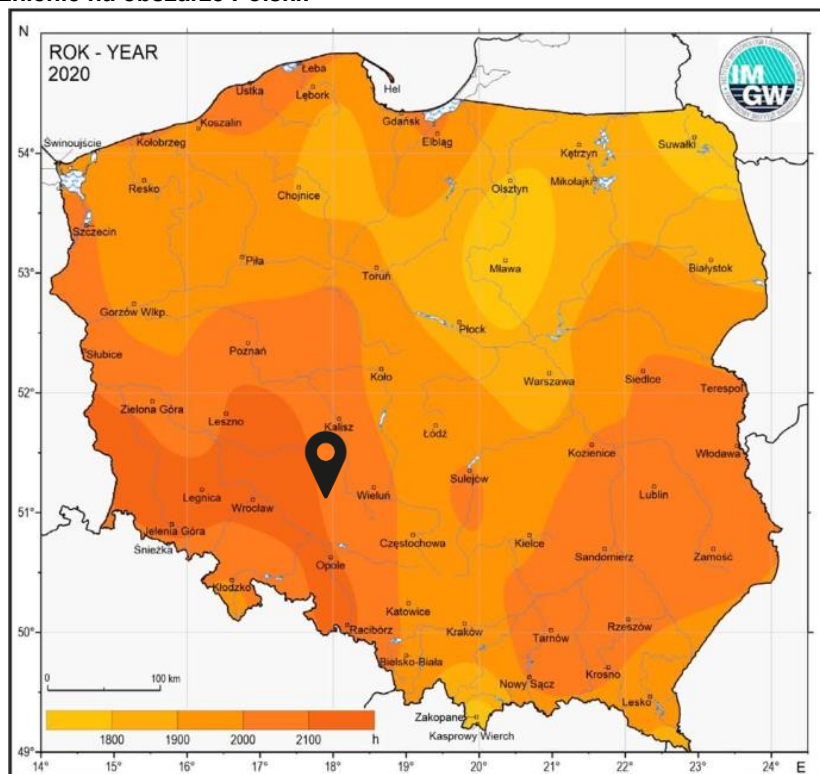 N
ROK - YEAR
2020
IM
GW
Łeba
Ustka
Lębork
Hel
Koszalin
Gdańsk
Świnoujście
Kołobrzeg
Elbląg
Kętrzyn
Suwałki
54°
Resko
Chojnice
Olsztyn
Mikołajki
Szczecin
53°
Piła
Toruń
Mława
Białystok
Gorzów Wlkp.
Płock
Słubice
Poznań
Koło
Warszawa
Siedlce
Terespol
52°
Zielona Góra
Leszno
Kalisz
Łódź
Kozienice
Włodawa
Sulejów
Legnica
Wrocław
Wieluń
Lublin
51°
Jelenia Góra
Śnieżka
Częstochowa
Kielce
Sandomierz
Zamość
Opole
Kłodzko
Katowice
50°
Racibórz
Kraków
Tarnów
Rzeszów
Bielsko-Biała
Nowy Sącz
Krosno
Lesko
0
100 km
Zakopane
Kasprowy Wierch
1800
1900
2000
2100
h
49°
14°
15°
16°
17°
18°
19°
20°
21°
22°
23°
24°
E